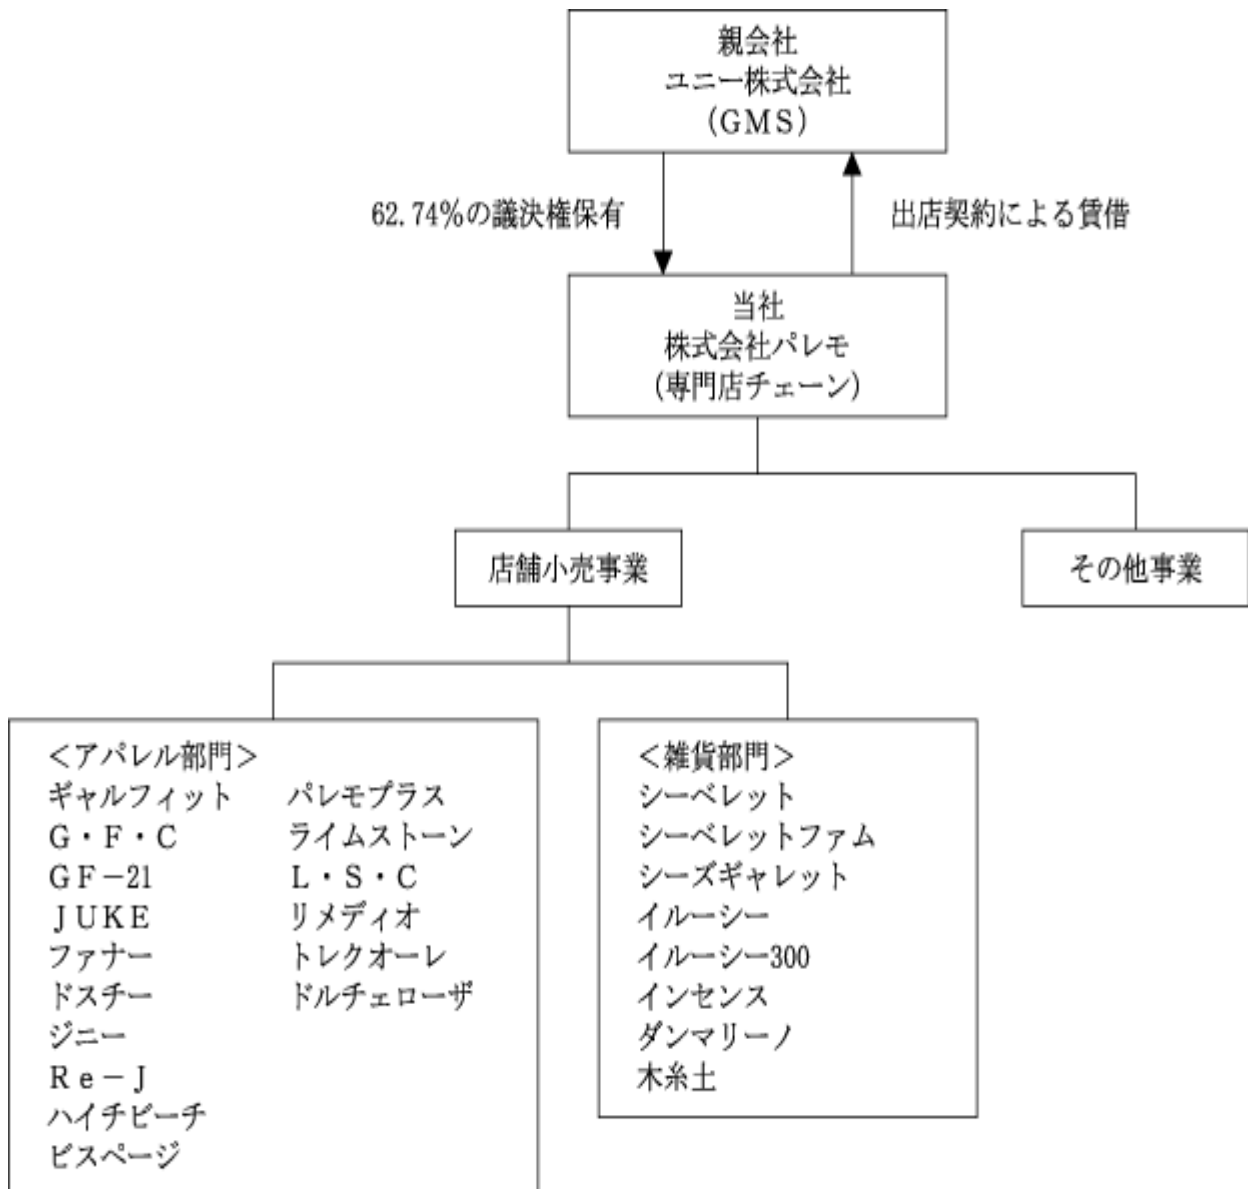 親会社
ユニー株式会社
(GMS)
62.74%の議決権保有
出店契約による賃借
当社
株式会社パレモ
(専門店チェーン)
店舗小売事業
その他事業
<アパレル部門>
ギャルフィット
G・F・C
GF-21
JUKE
ファナー
ドスチー
ジニー
Re-J
ハイチビーチ
ビスページ
パレモプラス
ライムストーン
L・S・C
リメディオ
トレクオーレ
ドルチェローザ
<雑貨部門>
シーベレット
シーベレットファム
シーズギャレット
イルーシー
イルーシー300
インセンス
ダンマリーノ
木糸土